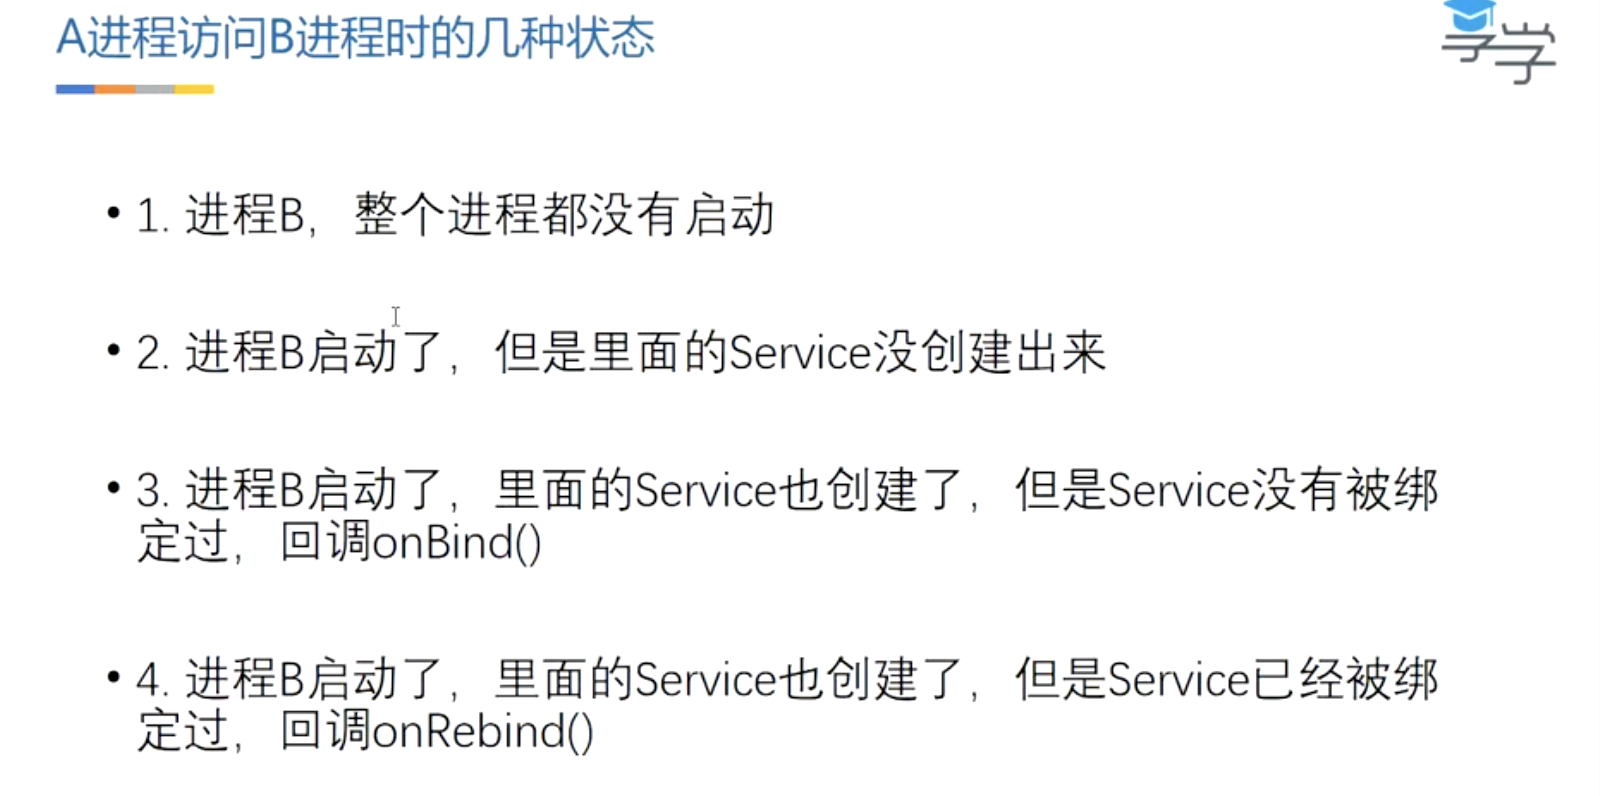 A进程访问B进程时的几种状态
享学
• 1. 进程B，整个进程都没有启动
• 2. 进程B启动了，但是里面的Service没创建出来
• 3. 进程B启动了，里面的Service也创建了，但是Service没有被绑
定过，回调onBind()
• 4. 进程B启动了，里面的Service也创建了，但是Service已经被绑
定过，回调onRebind()